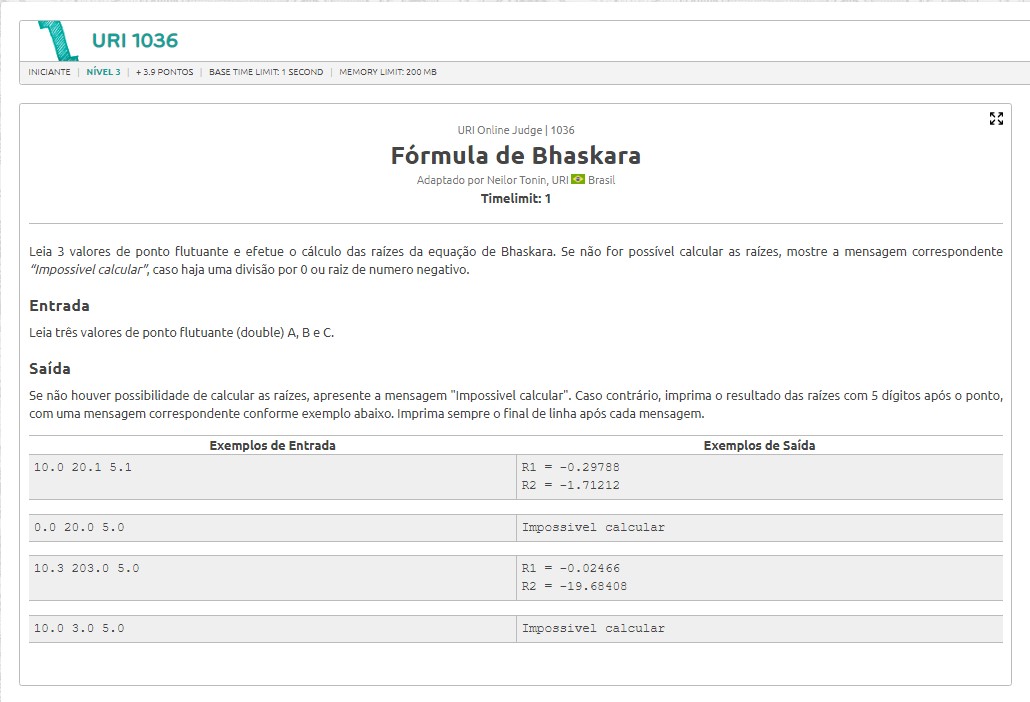 URI 1036
INICIANTE | NÍVEL 3 | + 3.9 PONTOS | BASE TIME LIMIT: 1 SECOND | MEMORY LIMIT: 200 MB
URI Online Judge | 1036
Fórmula de Bhaskara
Adaptado por Neilor Tonin, URI Brasil
Timelimit: 1
Leia 3 valores de ponto flutuante e efetue o cálculo das raízes da equação de Bhaskara. Se não for possível calcular as raízes, mostre a mensagem correspondente
“Impossivel calcular”, caso haja uma divisão por 0 ou raiz de numero negativo.
Entrada
Leia três valores de ponto flutuante (double) A, B e C.
Saída
Se não houver possibilidade de calcular as raízes, apresente a mensagem "Impossivel calcular". Caso contrário, imprima o resultado das raízes com 5 dígitos após o ponto,
com uma mensagem correspondente conforme exemplo abaixo. Imprima sempre o final de linha após cada mensagem.
Exemplos de Entrada Exemplos de Saída
10.0 20.1 5.1 R1 = -0.29788
R2 = -1.71212
0.0 20.0 5.0 Impossivel calcular
10.3 203.0 5.0 R1 = -0.02466
R2 = -19.68408
10.0 3.0 5.0 Impossivel calcular